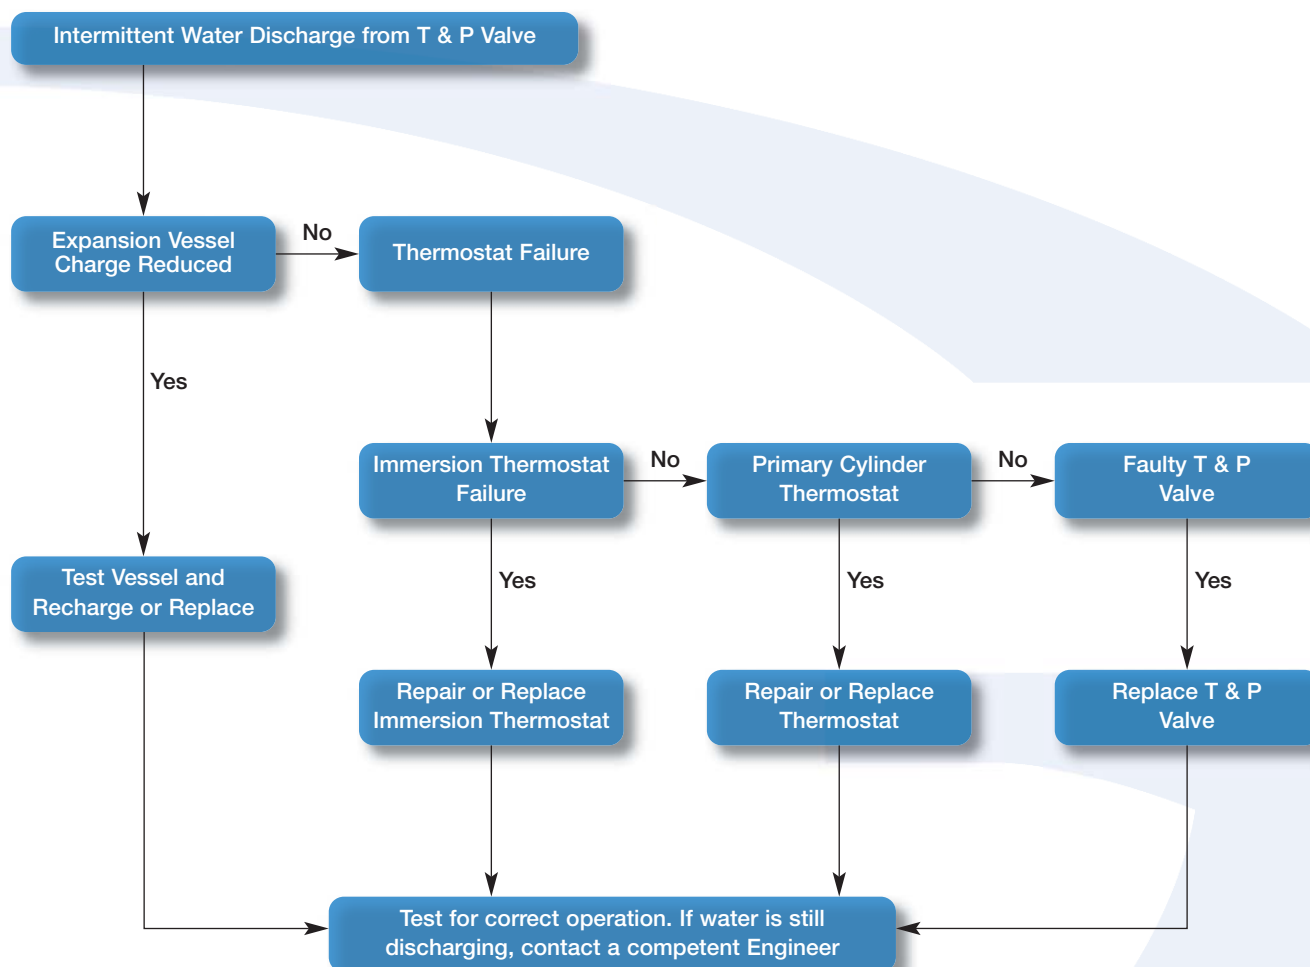 Intermittent Water Discharge from T & P Valve
Expansion Vessel
Charge Reduced
No
Thermostat Failure
Yes
Immersion Thermostat
Failure
No
Primary Cylinder
Thermostat
No
Faulty T & P
Valve
Test Vessel and
Recharge or Replace
Yes
Yes
Yes
Repair or Replace
Immersion Thermostat
Repair or Replace
Thermostat
Replace T & P
Valve
Test for correct operation. If water is still
discharging, contact a competent Engineer